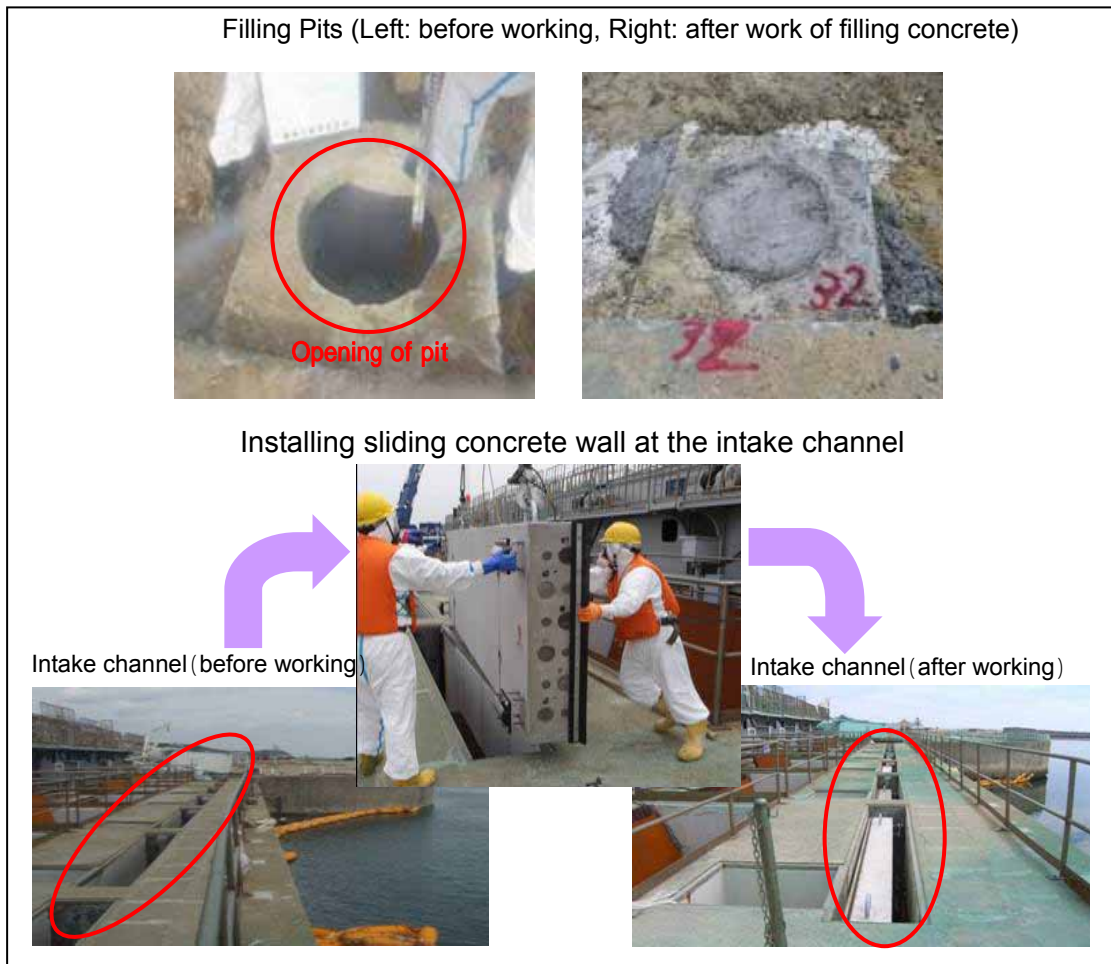 Filling Pits (Left: before working, Right: after work of filling concrete)
Opening of pit
32
32
Installing sliding concrete wall at the intake channel
Intake channel(before working)
Intake channel(after working)